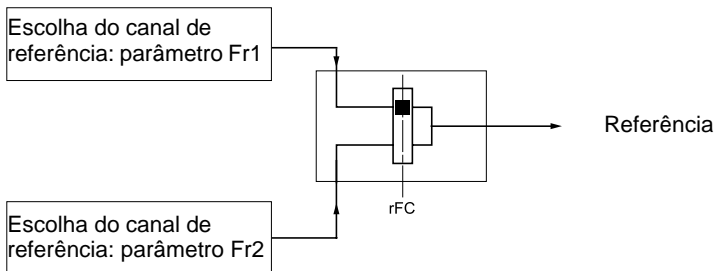 Escolha do canal de
referência: parâmetro Fr1
Referência
rFC
Escolha do canal de
referência: parâmetro Fr2